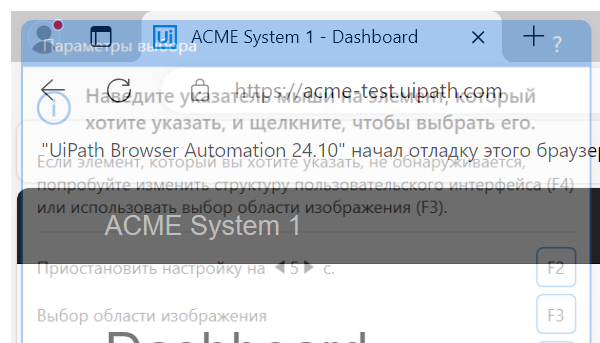 Параметры выбора
ACME System 1 - Dashboard
?
https://acme-test.uipath.com
Наведите указатель мыши на элемент, который
хотите указать, и щелкните, чтобы выбрать его.
"UiPath Browser Automation 24.10" начал отладку этого браузер
Если элемент, который вы хотите указать, не обнаруживается,
попробуйте изменить структуру пользовательского интерфейса (F4)
или использовать выбор области изображения (F3).
ACME System 1
Приостановить настройку на 5 с. F2
Выбор области изображения F3
Dashboard